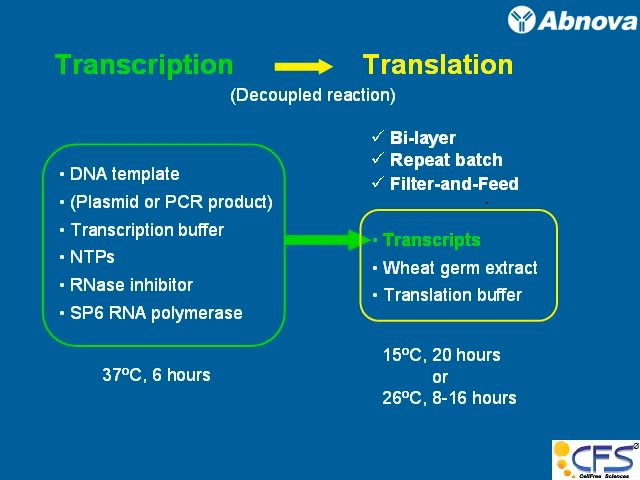 Abnova
Transcription
Translation
(Decoupled reaction)
✓ Bi-layer
✓ Repeat batch
✓ Filter-and-Feed
• DNA template
• (Plasmid or PCR product)
• Transcription buffer
• NTPs
• RNase inhibitor
• SP6 RNA polymerase
37ºC, 6 hours
• Transcripts
• Wheat germ extract
• Translation buffer
15ºC, 20 hours
or
26ºC, 8-16 hours
CFS
CellFree Sciences